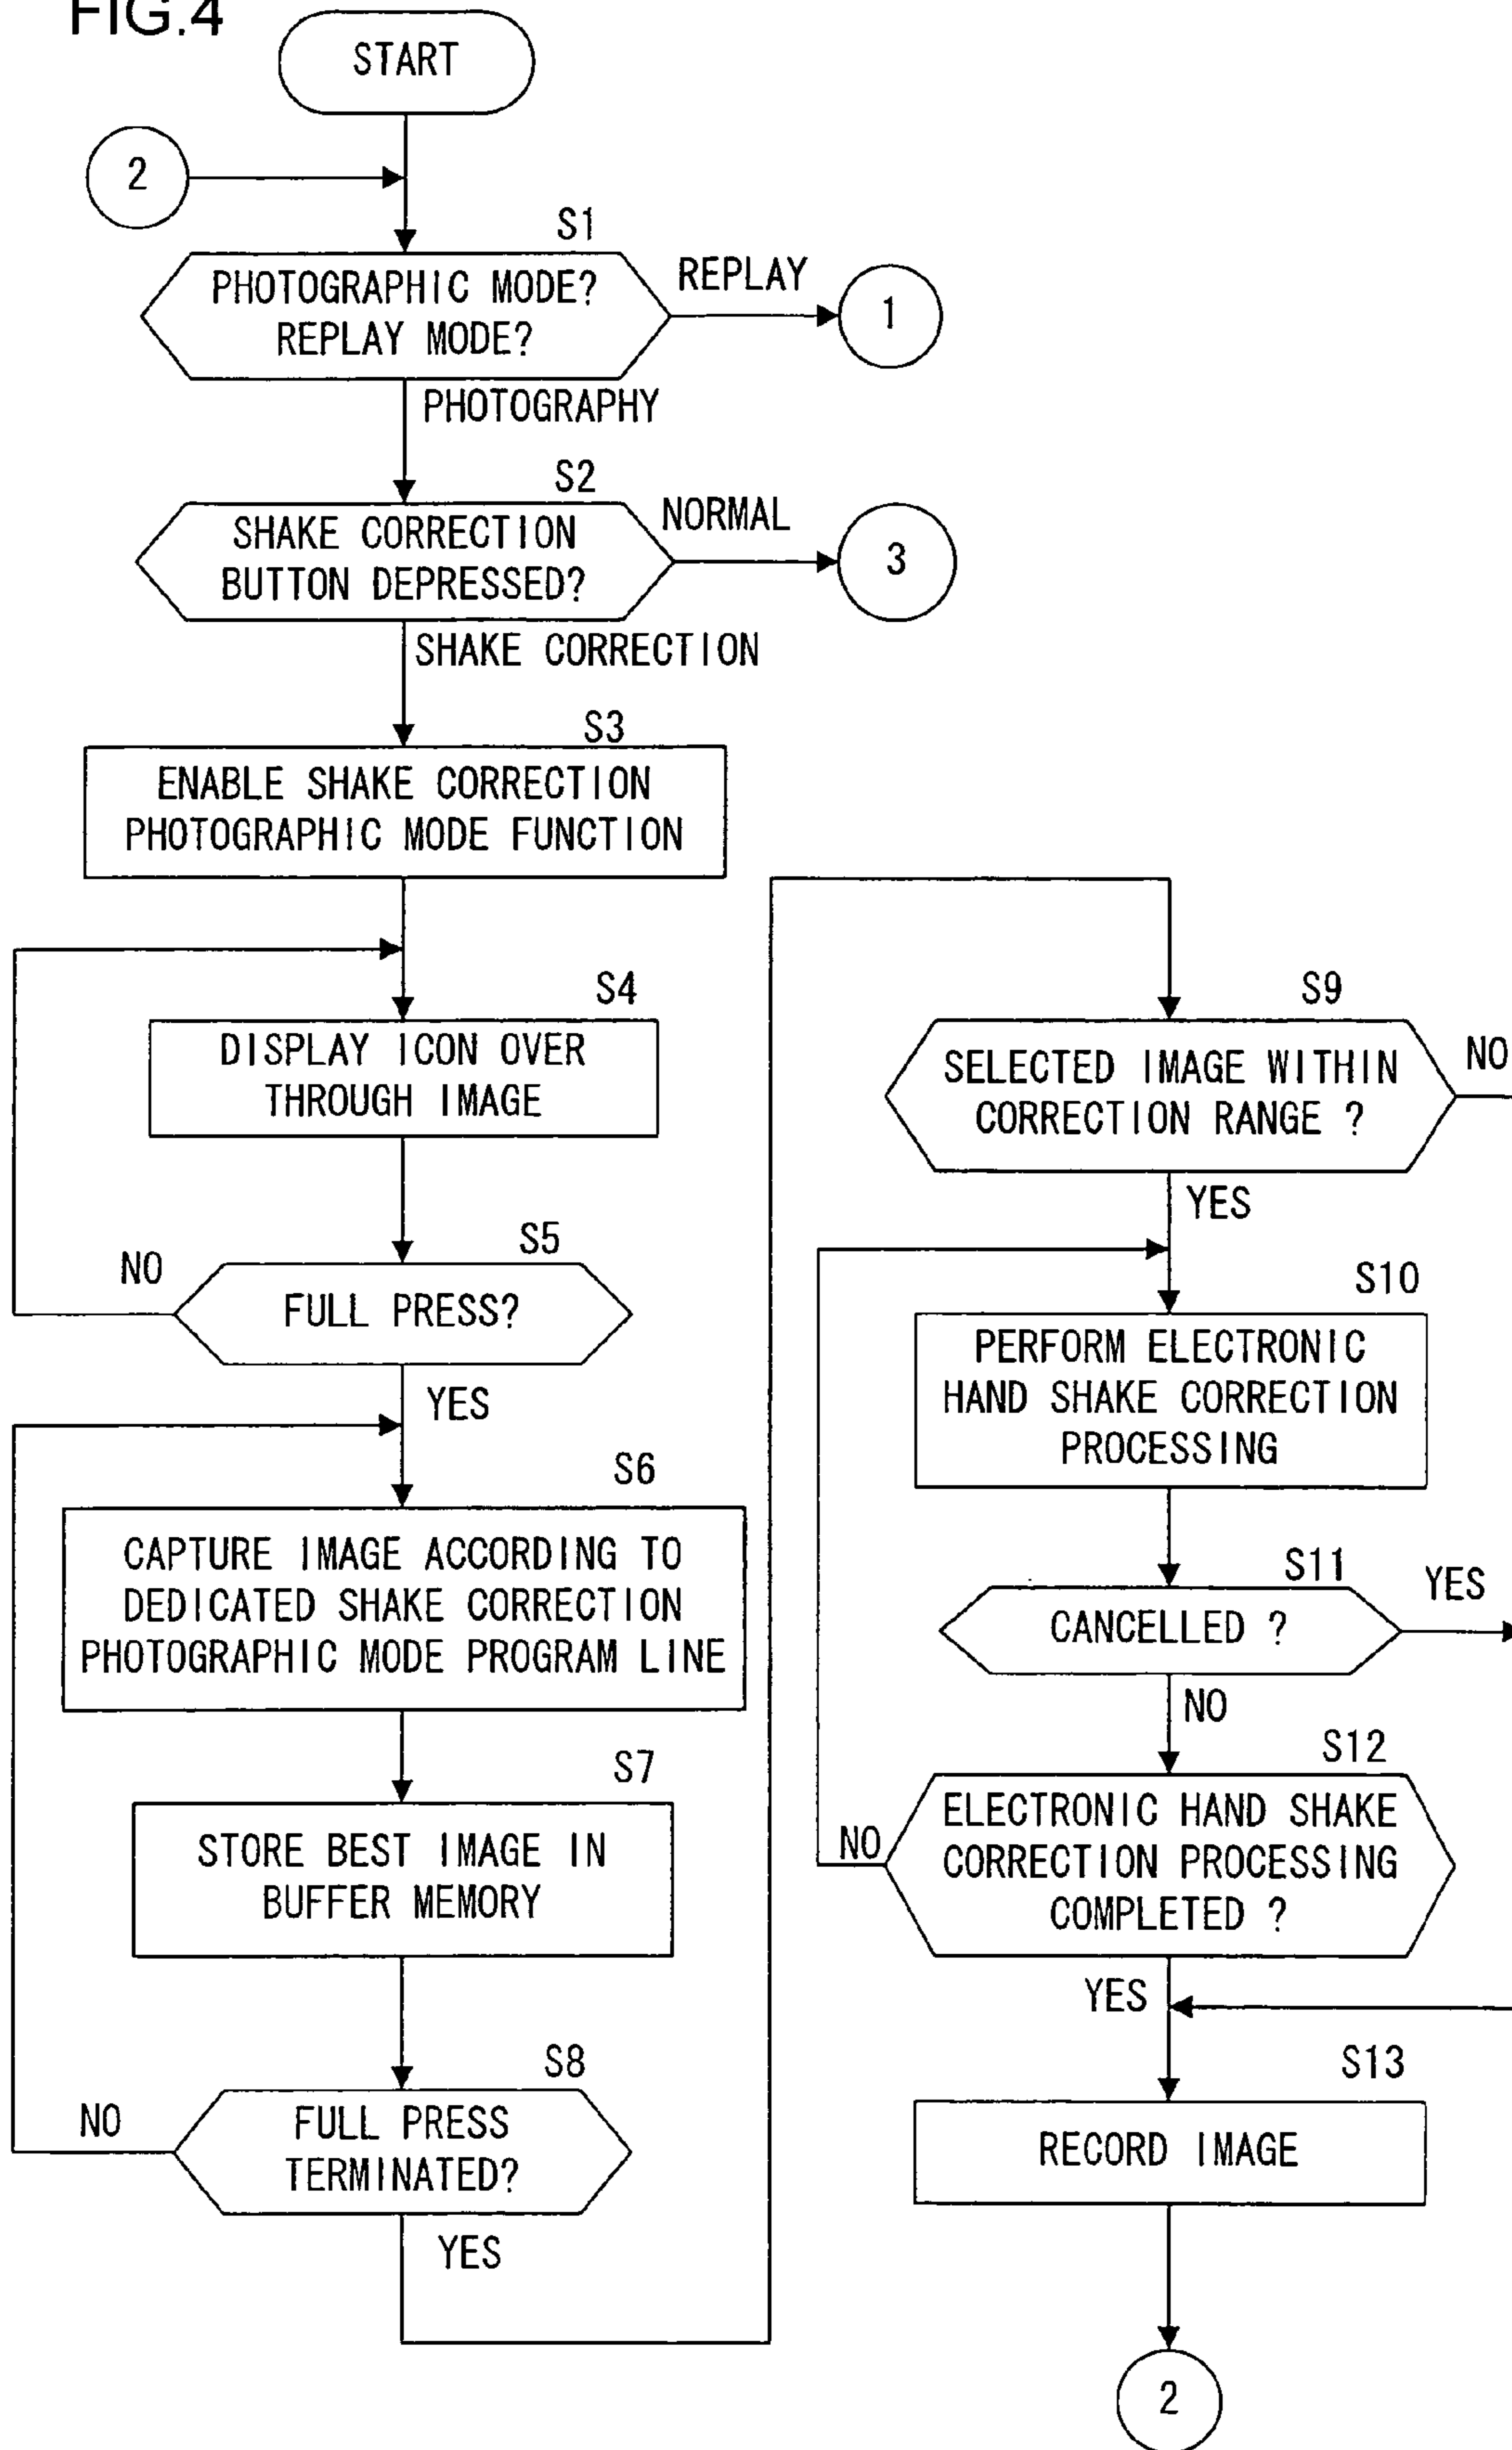 FIG.4
START
2
S1
PHOTOGRAPHIC MODE?
REPLAY MODE?
REPLAY
1
PHOTOGRAPHY
S2
SHAKE CORRECTION
BUTTON DEPRESSED?
NORMAL
3
SHAKE CORRECTION
S3
ENABLE SHAKE CORRECTION
PHOTOGRAPHIC MODE FUNCTION
S4
DISPLAY ICON OVER
THROUGH IMAGE
S5
NO
FULL PRESS?
YES
S6
CAPTURE IMAGE ACCORDING TO
DEDICATED SHAKE CORRECTION
PHOTOGRAPHIC MODE PROGRAM LINE
S7
STORE BEST IMAGE IN
BUFFER MEMORY
S8
NO
FULL PRESS
TERMINATED?
YES
S9
SELECTED IMAGE WITHIN
CORRECTION RANGE ?
NO
YES
S10
PERFORM ELECTRONIC
HAND SHAKE CORRECTION
PROCESSING
S11
CANCELLED ?
YES
NO
S12
ELECTRONIC HAND SHAKE
CORRECTION PROCESSING
COMPLETED ?
NO
YES
S13
RECORD IMAGE
2